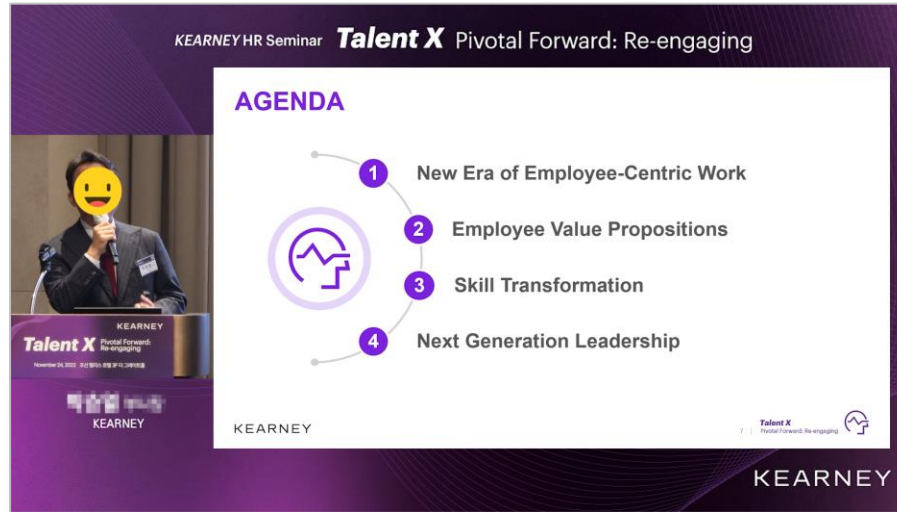 KEARNEY HR Seminar Talent X Pivotal Forward: Re-engaging
AGENDA
1 New Era of Employee-Centric Work
2 Employee Value Propositions
3 Skill Transformation
4 Next Generation Leadership
KEARNEY
Talent X Pivotal Forward:
Re-engaging
November 24, 2022
KEARNEY
KEARNEY
7 | Talent X
Pivotal Forward: Re-engaging
KEARNEY